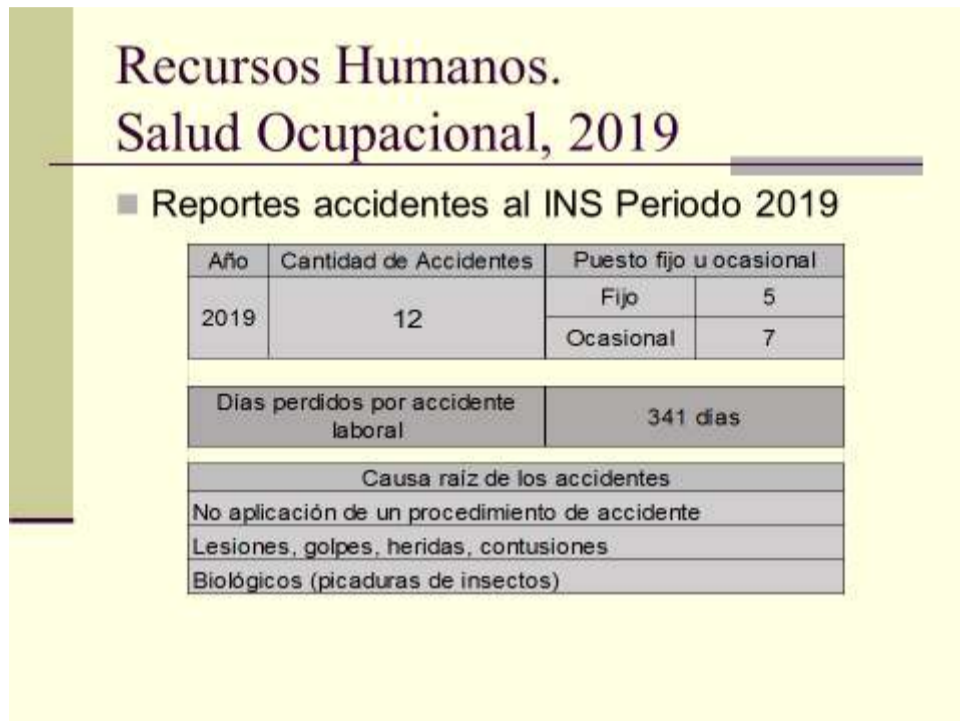 Recursos Humanos.
Salud Ocupacional, 2019
Reportes accidentes al INS Periodo 2019
Año Cantidad de Accidentes Puesto fijo u ocasional
2019 12 Fijo 5
Ocasional 7
Días perdidos por accidente
laboral
341 días
Causa raíz de los accidentes
No aplicación de un procedimiento de accidente
Lesiones, golpes, heridas, contusiones
Biológicos (picaduras de insectos)